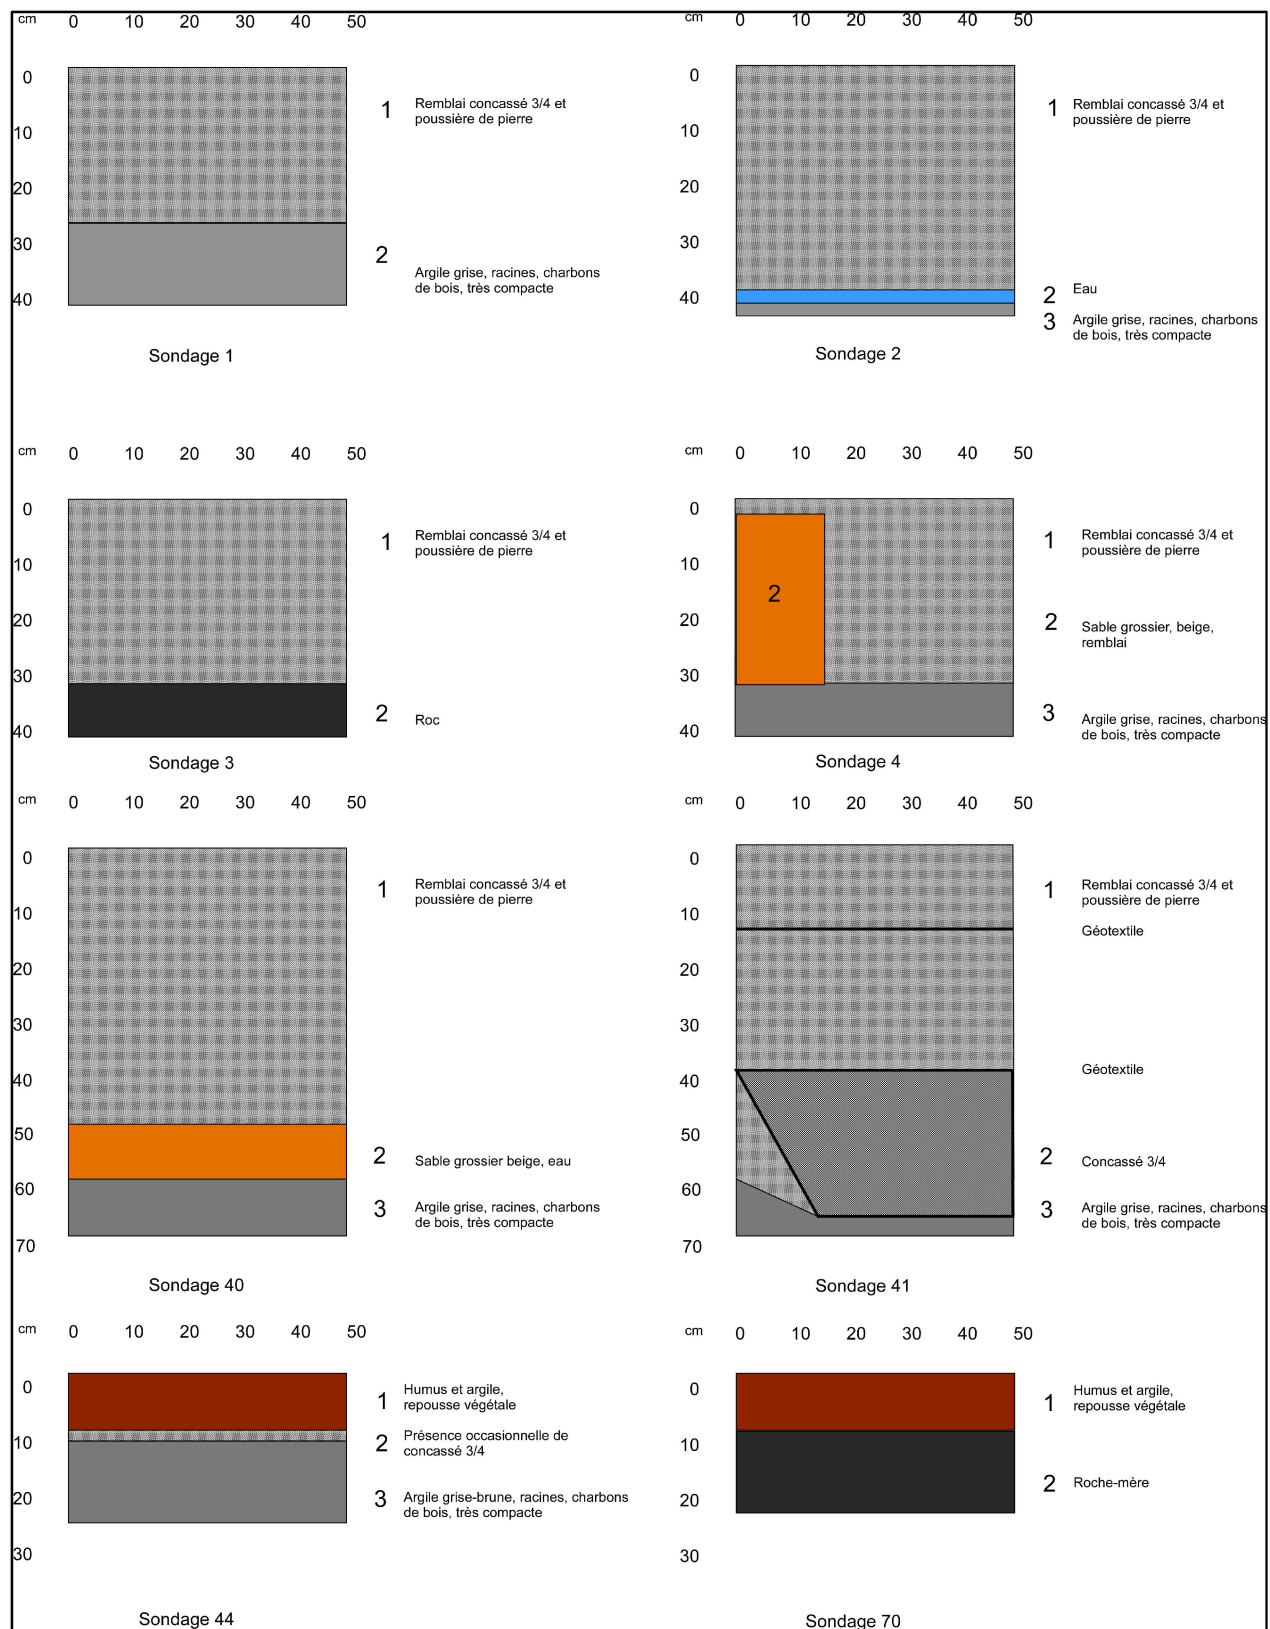 cm 0 10 20 30 40 50
0
10
20
30
40
1 Remblai concassé 3/4 et
poussière de pierre
2
Argile grise, racines, charbons
de bois, très compacte
Sondage 1
cm 0 10 20 30 40 50
0
10
20
30
40
1 Remblai concassé 3/4 et
poussière de pierre
2 Eau
3 Argile grise, racines, charbons
de bois, très compacte
Sondage 2
cm 0 10 20 30 40 50
0
10
20
30
40
1 Remblai concassé 3/4 et
poussière de pierre
2 Roc
Sondage 3
cm 0 10 20 30 40 50
0
10
20
30
40
2
1 Remblai concassé 3/4 et
poussière de pierre
2 Sable grossier, beige,
remblai
3 Argile grise, racines, charbons
de bois, très compacte
Sondage 4
cm 0 10 20 30 40 50
0
10
20
30
40
50
60
70
1 Remblai concassé 3/4 et
poussière de pierre
2 Sable grossier beige, eau
3 Argile grise, racines, charbons
de bois, très compacte
Sondage 40
cm 0 10 20 30 40 50
0
10
20
30
40
50
60
70
1 Remblai concassé 3/4 et
poussière de pierre
Géotextile
Géotextile
2 Concassé 3/4
3 Argile grise, racines, charbons
de bois, très compacte
Sondage 41
cm 0 10 20 30 40 50
0
10
20
30
1 Humus et argile,
repousse végétale
2 Présence occasionnelle de
concassé 3/4
3 Argile grise-brune, racines, charbons
de bois, très compacte
Sondage 44
cm 0 10 20 30 40 50
0
10
20
30
1 Humus et argile,
repousse végétale
2 Roche-mère
Sondage 70